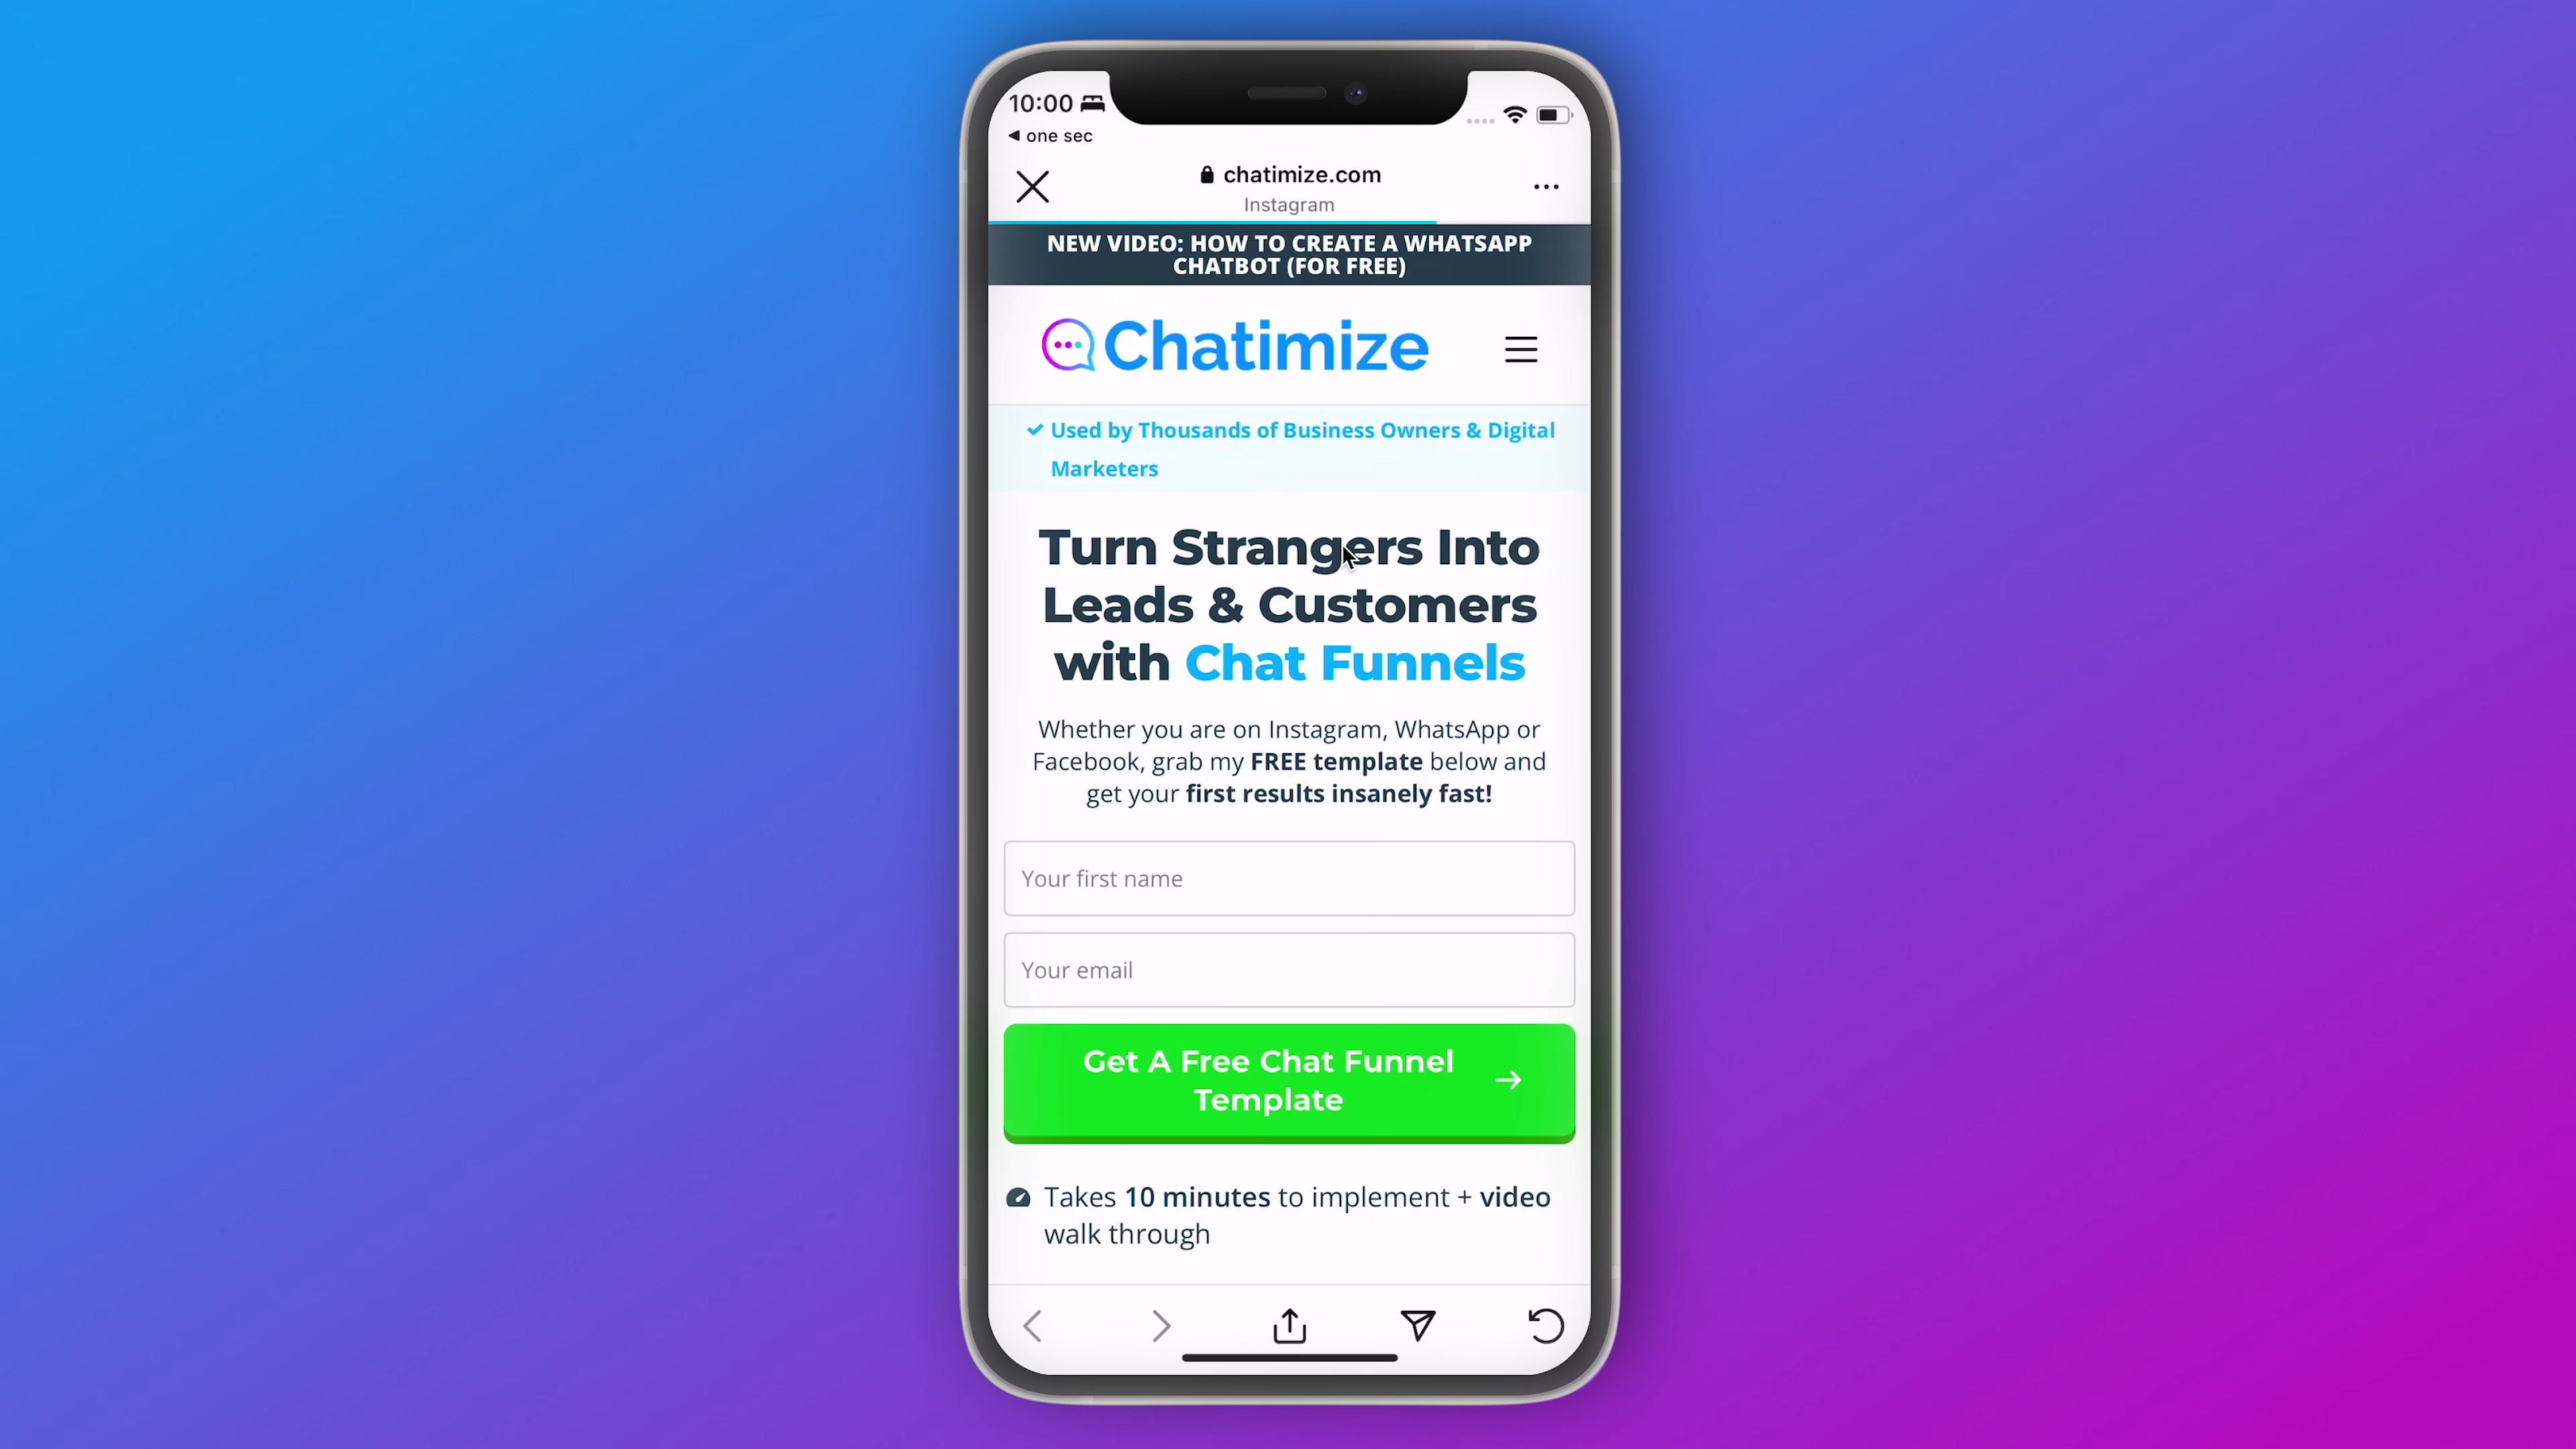 10:00
one sec
chatimize.com
Instagram
NEW VIDEO: HOW TO CREATE A WHATSAPP
CHATBOT (FOR FREE)
Chatimize
Used by Thousands of Business Owners & Digital
Marketers
Turn Strangers Into
Leads & Customers
with Chat Funnels
Whether you are on Instagram, WhatsApp or
Facebook, grab my FREE template below and
get your first results insanely fast!
Your first name
Your email
Get A Free Chat Funnel
Template
Takes 10 minutes to implement + video
walk through